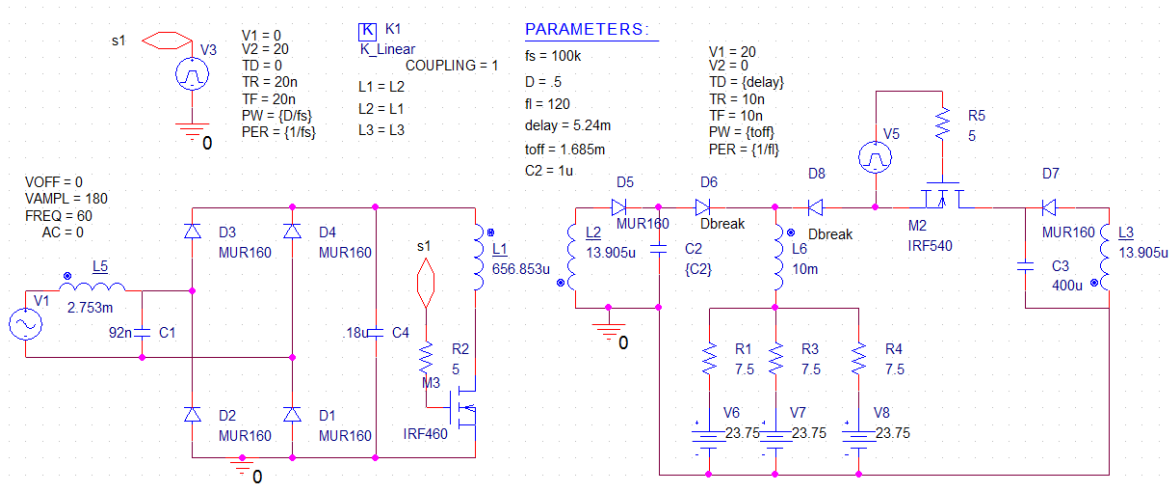 s1
V3
V1 = 0
V2 = 20
TD = 0
TR = 20n
TF = 20n
PW = {D/fs}
PER = {1/fs}
0
K K1
K_Linear
COUPLING = 1
L1 = L2
L2 = L1
L3 = L3
PARAMETERS:
fs = 100k
D = .5
fl = 120
delay = 5.24m
toff = 1.685m
C2 = 1u
V1 = 20
V2 = 0
TD = {delay}
TR = 10n
TF = 10n
PW = {toff}
PER = {1/fl}
V5
R5
5
VOFF = 0
VAMPL = 180
FREQ = 60
AC = 0
V1
L5
2.753m
92n C1
D3
MUR160
D4
MUR160
D2
MUR160
D1
MUR160
0
.18u C4
s1
L1
656.853u
R2
5
M3
IRF460
L2
13.905u
D5
MUR160
D6
Dbreak
D8
Dbreak
C2
{C2}
0
L6
10m
M2
IRF540
D7
MUR160
L3
13.905u
C3
400u
R1
7.5
R3
7.5
R4
7.5
V6
23.75
V7
23.75
V8
23.75